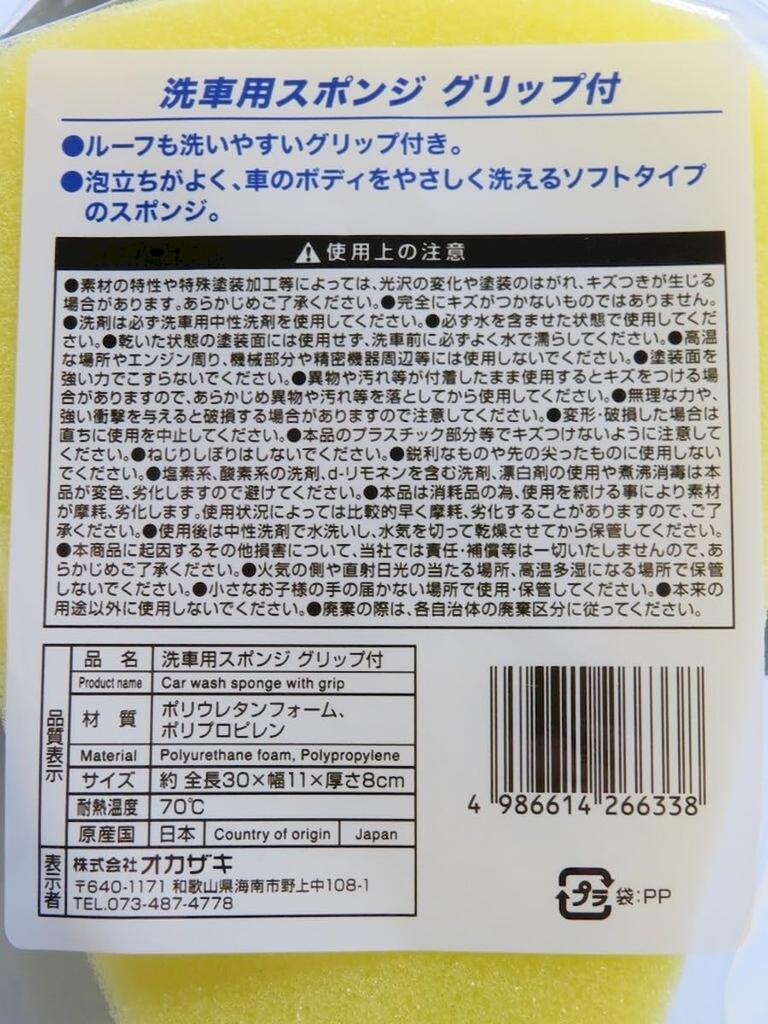 洗車用スポンジ グリップ付
●ルーフも洗いやすいグリップ付き。
●泡立ちがよく、車のボディをやさしく洗えるソフトタイプ
のスポンジ。
⚠使用上の注意
●素材の特性や特殊塗装加工等によっては、光沢の変化や塗装のはがれ、キズつきが生じる
場合があります。あらかじめご了承ください。●完全にキズがつかないものではありません。
●洗剤は必ず洗車用中性洗剤を使用してください。●必ず水を含ませた状態で使用してくだ
さい。●乾いた状態の塗装面には使用せず、洗車前に必ずよく水で濡らしてください。●高温
な場所やエンジン周り、機械部分や精密機器周辺等には使用しないでください。●塗装面を
強い力でこすらないでください。●異物や汚れ等が付着したまま使用するとキズをつける場
合がありますので、あらかじめ異物や汚れ等を落としてから使用してください。●無理な力や、
強い衝撃を与えると破損する場合がありますので注意してください。●変形・破損した場合は
直ちに使用を中止してください。●本品のプラスチック部分等でキズつけないように注意して
ください。●ねじりしぼりはしないでください。●鋭利なものや先の尖ったものに使用しない
でください。●塩素系、酸素系の洗剤、d-リモネンを含む洗剤、漂白剤の使用や煮沸消毒は本
品が変色、劣化しますので避けてください。●本品は消耗品の為、使用を続ける事により素材
が摩耗、劣化します。使用状況によっては比較的早く摩耗、劣化することがありますので、ご了
承ください。●使用後は中性洗剤で水洗いし、水気を切って乾燥させてから保管してください。
●本商品に起因するその他損害について、当社では責任・補償等は一切いたしませんので、あ
らかじめご了承ください。●火気の側や直射日光の当たる場所、高温多湿になる場所で保管
しないでください。●小さなお子様の手の届かない場所で使用・保管してください。●本来の
用途以外に使用しないでください。●廃棄の際は、各自治体の廃棄区分に従ってください。
品質表示
品 名 洗車用スポンジ グリップ付
Product name Car wash sponge with grip
材 質 ポリウレタンフォーム、
ポリプロピレン
Material Polyurethane foam, Polypropylene
サイズ 約 全長30×幅11×厚さ8cm
耐熱温度 70℃
原産国 日本 Country of origin Japan
表示者
株式会社オカザキ
〒640-1171 和歌山県海南市野上中108-1
TEL.073-487-4778
4 986614 266338
プラ 袋:PP